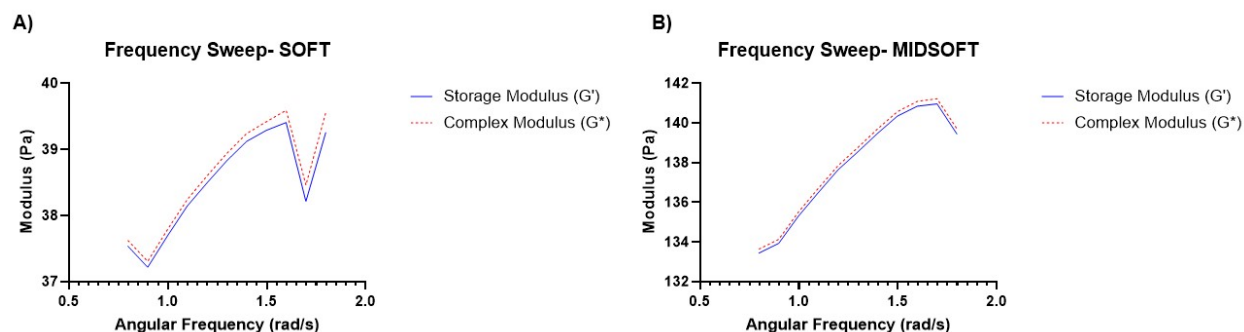 A)
Frequency Sweep- SOFT
40
39
38
37
Modulus (Pa)
0.5
1.0
1.5
2.0
Angular Frequency (rad/s)
Storage Modulus (G')
Complex Modulus (G*)
B)
Frequency Sweep- MIDSOFT
142
140
138
136
134
132
Modulus (Pa)
0.5
1.0
1.5
2.0
Angular Frequency (rad/s)
Storage Modulus (G')
Complex Modulus (G*)